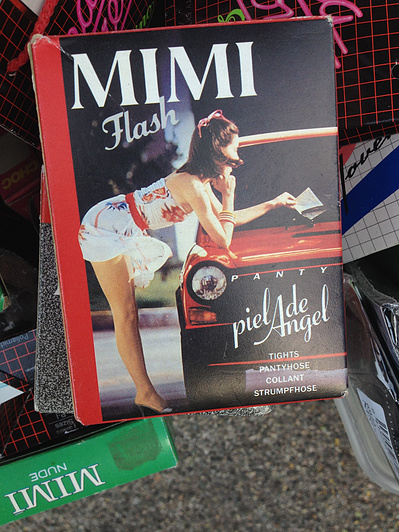 MIMI
Flash
PANTY
piel de
Angel
TIGHTS
PANTYHOSE
COLLANT
STRUMPFHOSE
MIMI
NUDE